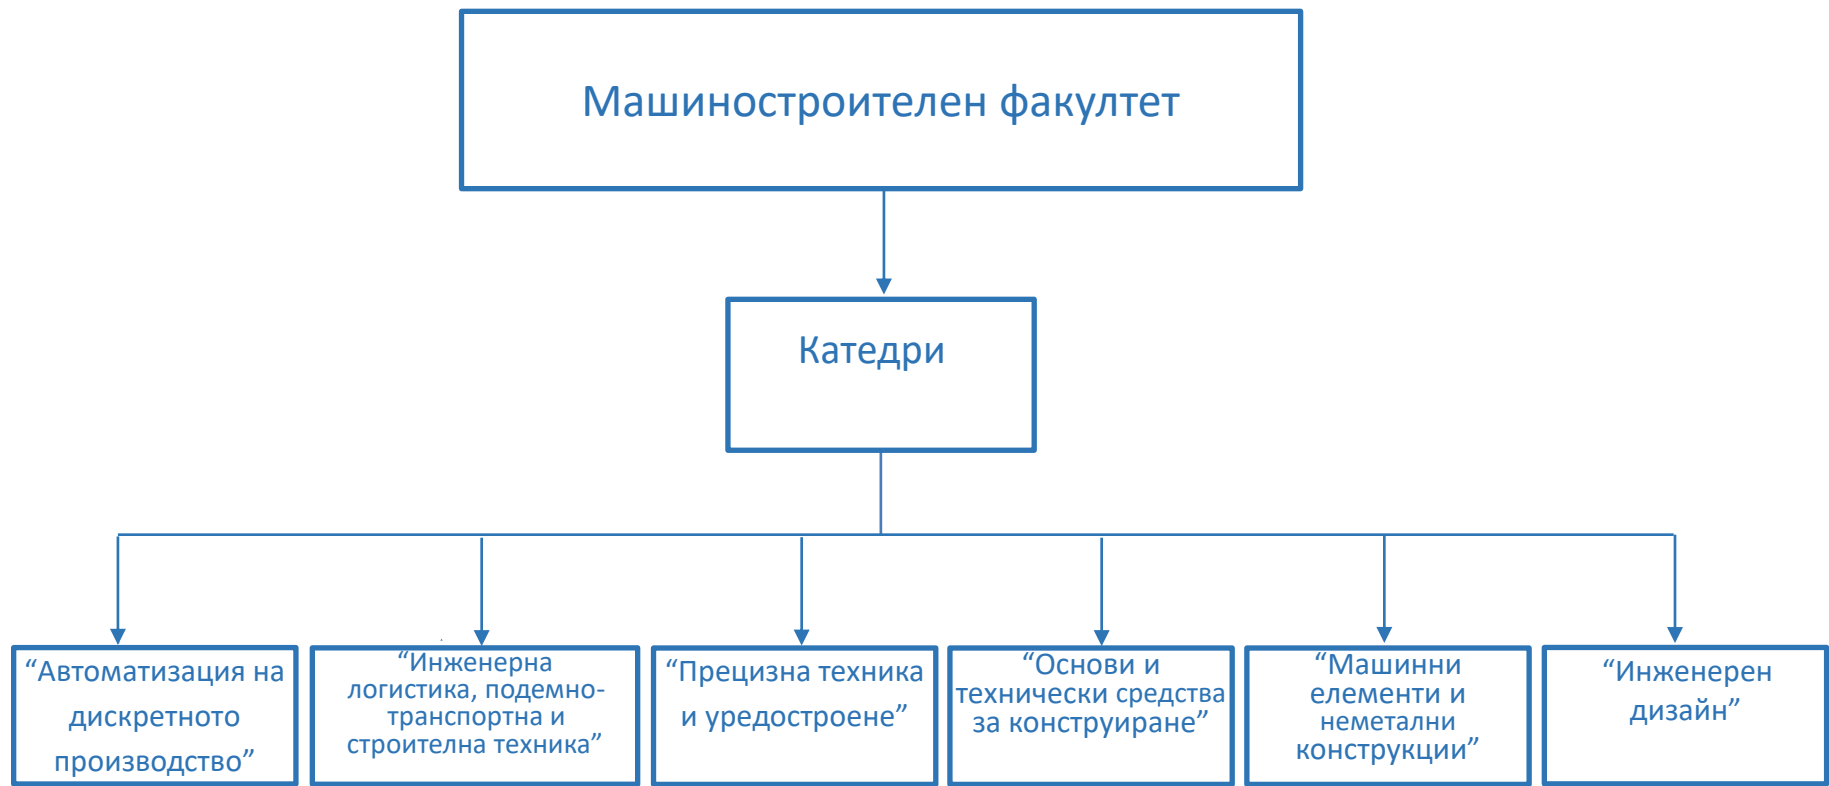 Машиностроителен факултет
Катедри
“Автоматизация на
дискретното
производство”
“Инженерна
логистика, подемно-
транспортна и
строителна техника”
“Прецизна техника
и уредостроене”
“Основи и
технически средства
за конструиране”
“Машинни
елементи и
неметални
конструкции”
“Инженерен
дизайн”